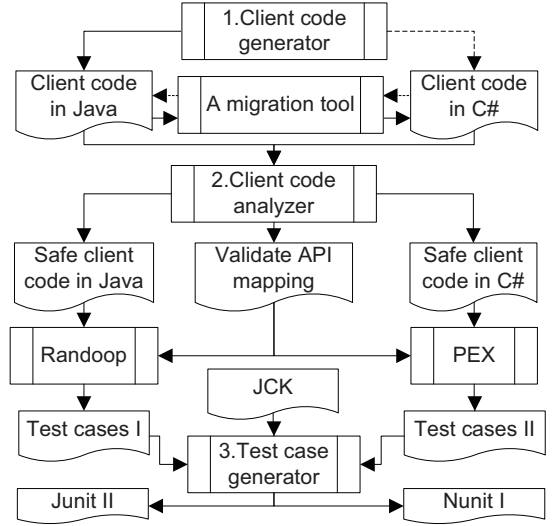 1.Client code
generator
Client code
in Java
A migration tool
Client code
in C#
2.Client code
analyzer
Safe client
code in Java
Validate API
mapping
Safe client
code in C#
Randoop
PEX
JCK
Test cases I
Test cases II
3.Test case
generator
Junit II
Nunit I